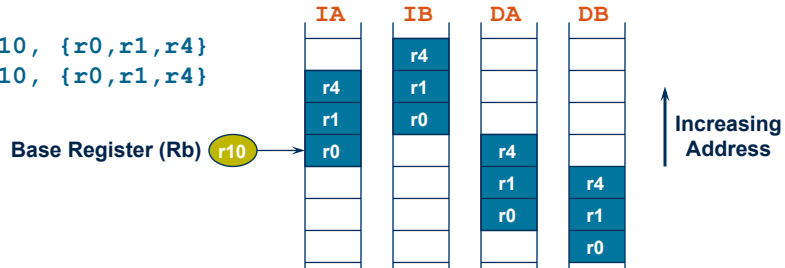 IA IB DA DB
10, {r0,r1,r4}
10, {r0,r1,r4}
r4
r4 r1
r1 r0
Base Register (Rb) r10 r0 r4
r1 r4
r0 r1
r0
Increasing
Address